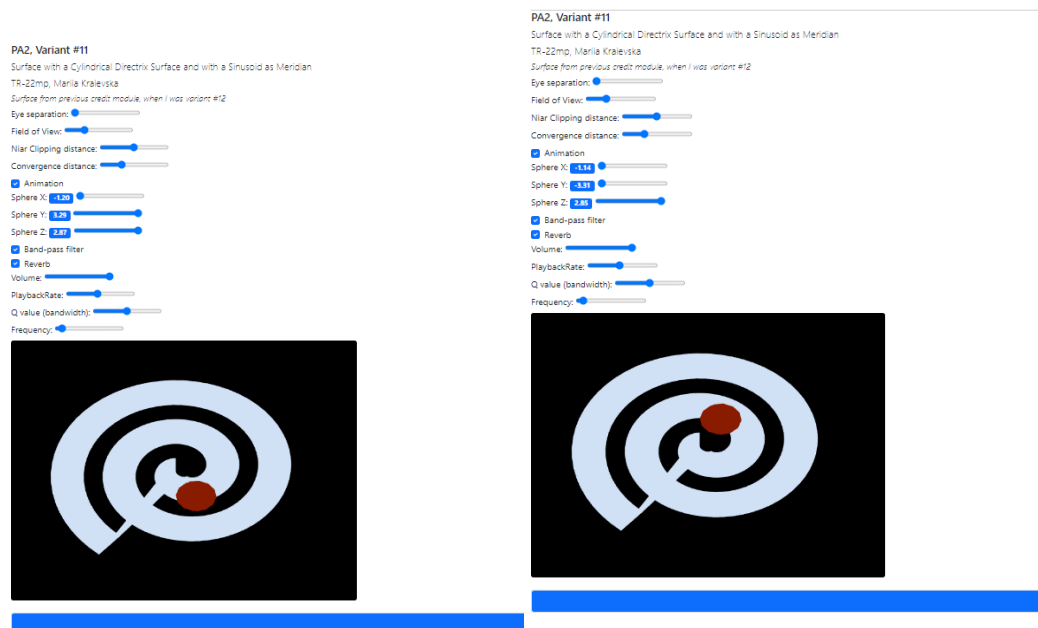 PA2, Variant #11
Surface with a Cylindrical Directrix Surface and with a Sinusoid as Meridian
TR-22mp, Mariia Kraievska
Surface from previous credit module, when I was variant #12
Eye separation:
Field of View:
Niar Clipping distance:
Convergence distance:
Animation
Sphere X: -1.20
Sphere Y: 3.29
Sphere Z: 2.87
Band-pass filter
Reverb
Volume:
PlaybackRate:
Q value (bandwidth):
Frequency:
PA2, Variant #11
Surface with a Cylindrical Directrix Surface and with a Sinusoid as Meridian
TR-22mp, Mariia Kraievska
Surface from previous credit module, when I was variant #12
Eye separation:
Field of View:
Niar Clipping distance:
Convergence distance:
Animation
Sphere X: -1.14
Sphere Y: -3.31
Sphere Z: 2.85
Band-pass filter
Reverb
Volume:
PlaybackRate:
Q value (bandwidth):
Frequency: